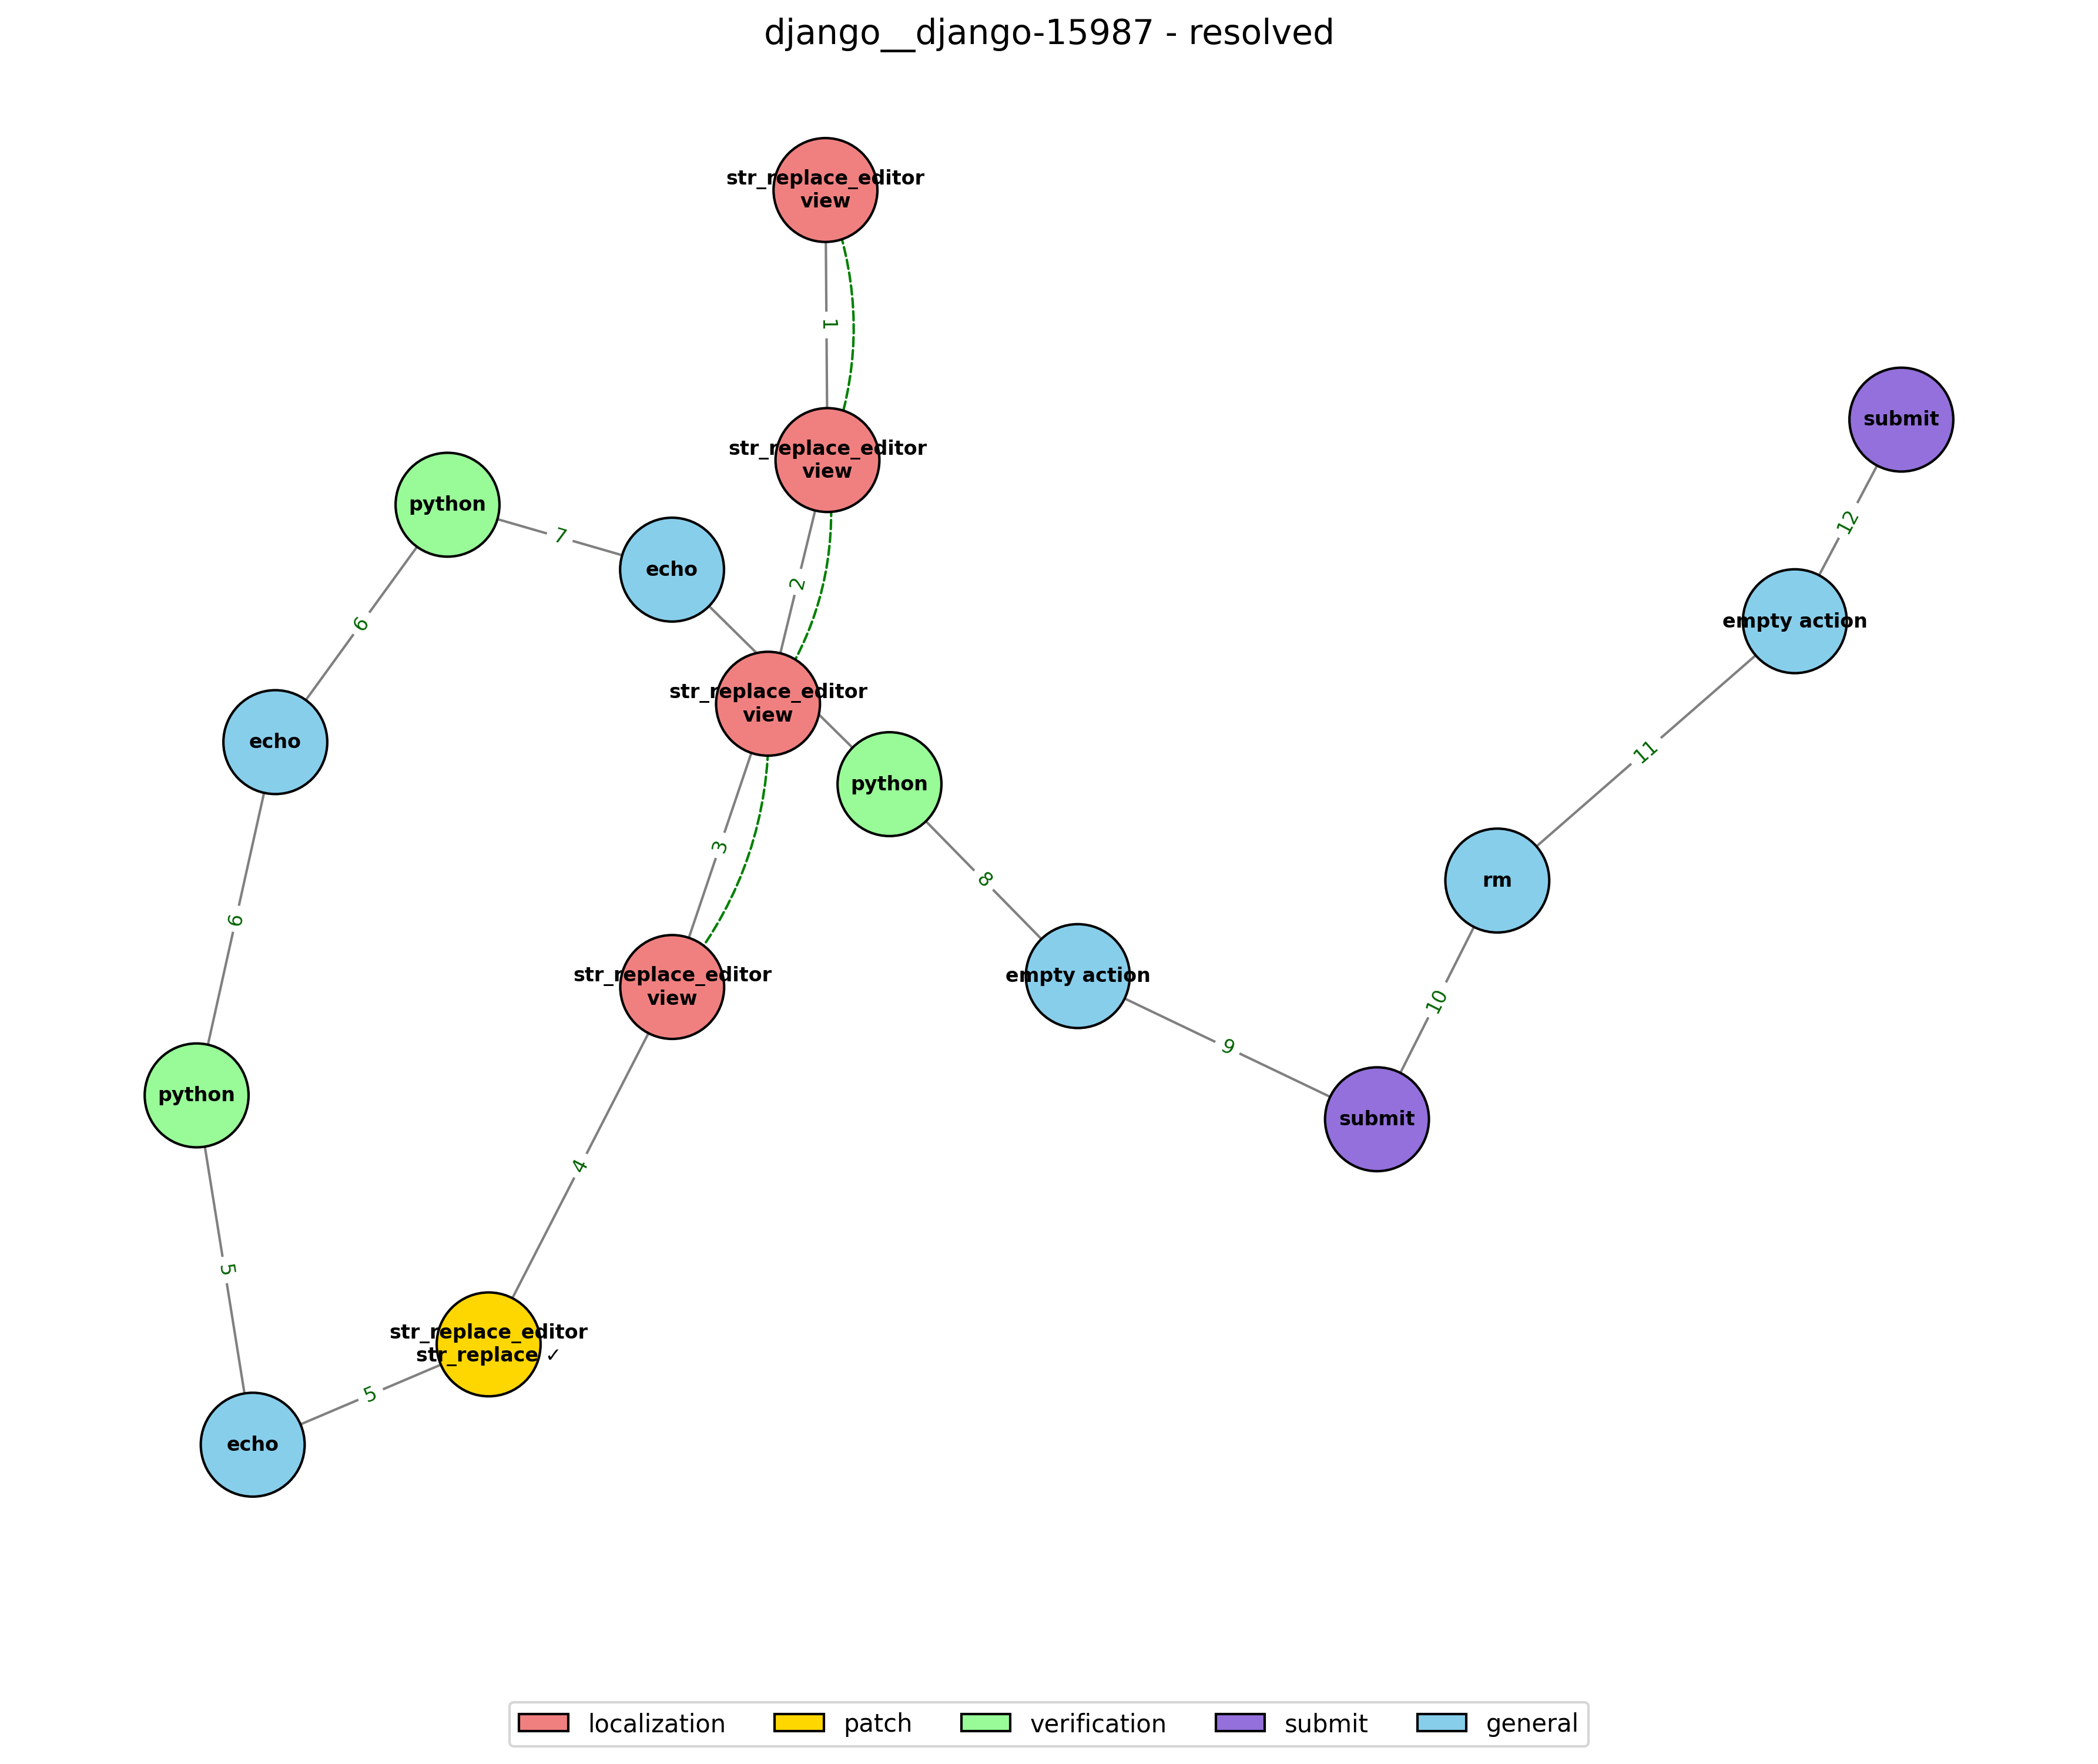 django__django-15987 - resolved
str_replace_editor
view
1
str_replace_editor
view
submit
python
7
echo
12
2
6
empty action
str_replace_editor
view
echo
11
python
3
8
rm
6
str_replace_editor
view
empty action
10
9
python
submit
4
5
str_replace_editor
str_replace ✓
5
echo
localization
patch
verification
submit
general